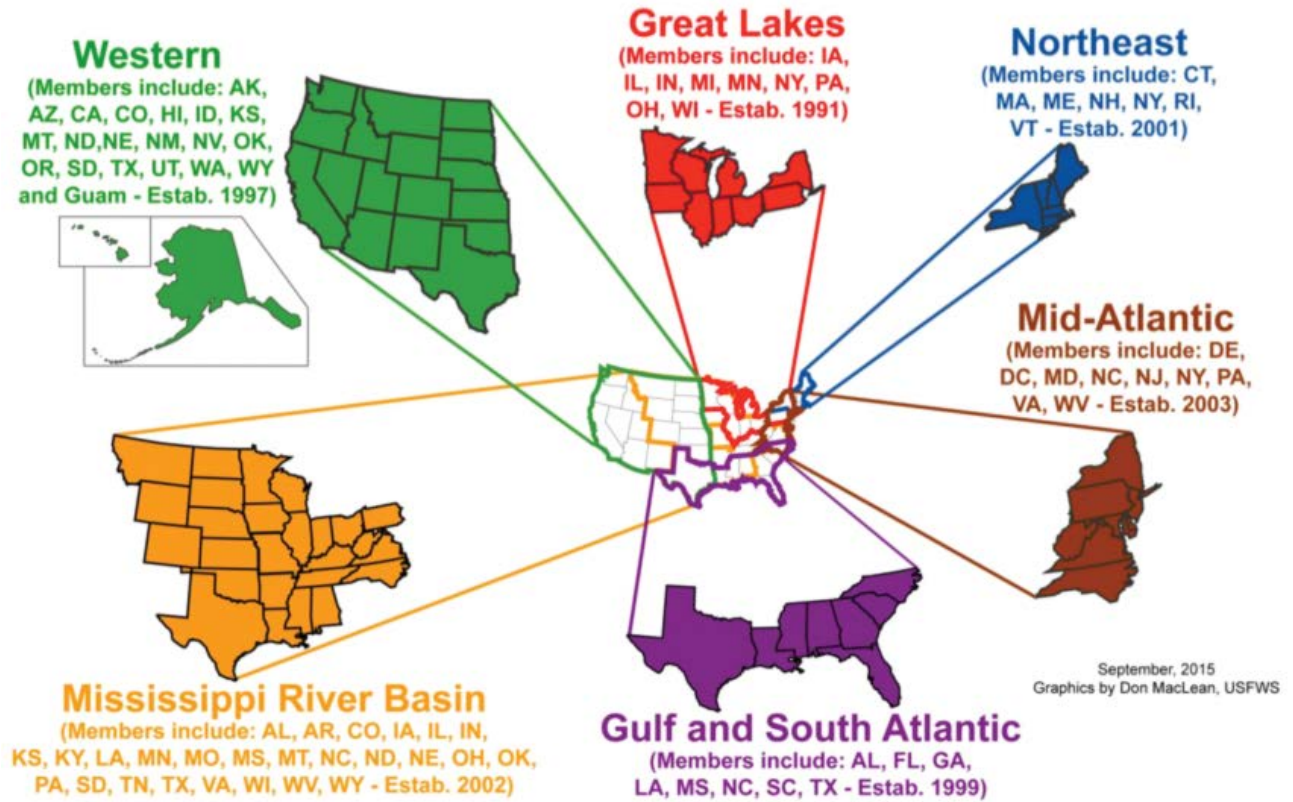 Western
(Members include: AK,
AZ, CA, CO, HI, ID, KS,
MT, ND,NE, NM, NV, OK,
OR, SD, TX, UT, WA, WY
and Guam - Estab. 1997)
Great Lakes
(Members include: IA,
IL, IN, MI, MN, NY, PA,
OH, WI - Estab. 1991)
Northeast
(Members include: CT,
MA, ME, NH, NY, RI,
VT - Estab. 2001)
Mid-Atlantic
(Members include: DE,
DC, MD, NC, NJ, NY, PA,
VA, WV - Estab. 2003)
Mississippi River Basin
(Members include: AL, AR, CO, IA, IL, IN,
KS, KY, LA, MN, MO, MS, MT, NC, ND, NE, OH, OK,
PA, SD, TN, TX, VA, WI, WV, WY - Estab. 2002)
Gulf and South Atlantic
(Members include: AL, FL, GA,
LA, MS, NC, SC, TX - Estab. 1999)
September, 2015
Graphics by Don MacLean, USFWS